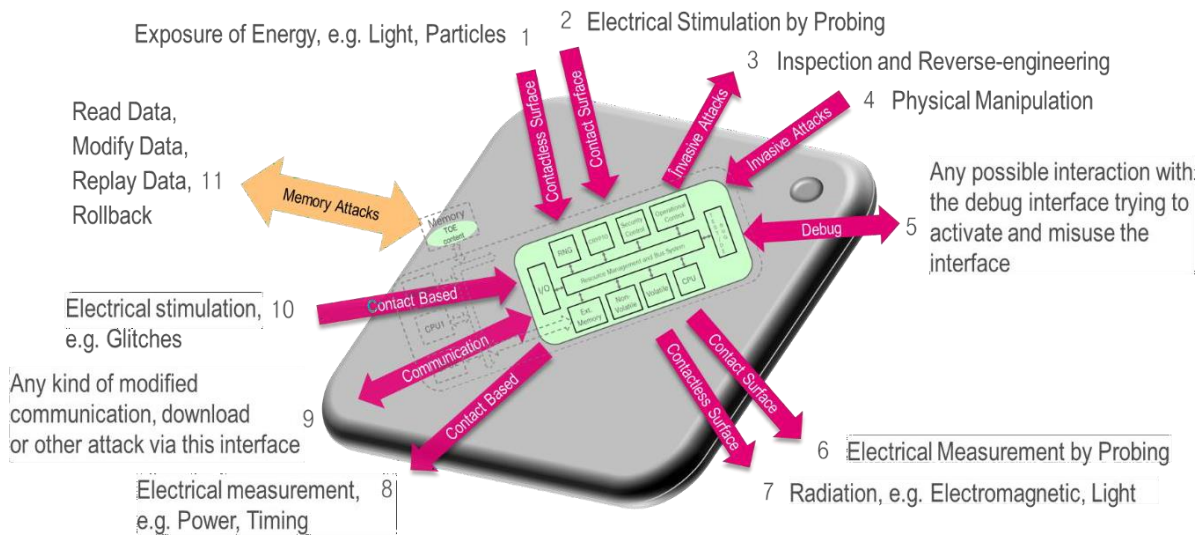 Exposure of Energy, e.g. Light, Particles 1
2 Electrical Stimulation by Probing
3 Inspection and Reverse-engineering
4 Physical Manipulation
Read Data,
Modify Data,
Replay Data, 11
Rollback
Memory Attacks
Contactless Surface
Contact Surface
Invasive Attacks
Invasive Attacks
Any possible interaction with
the debug interface trying to
5 activate and misuse the
interface
Debug
Memory
TOE
content
RNG
CRYPTO
Security
Control
Operational
Control
Resource Management and Bus System
I/O
Ext.
Memory
Non-
Volatile
Volatile
CPU
CPU1
Electrical stimulation, 10
e.g. Glitches
Contact Based
Communication
Contact Based
Any kind of modified
communication, download 9
or other attack via this interface
Electrical measurement, 8
e.g. Power, Timing
Contactless Surface
Contact Surface
6 Electrical Measurement by Probing
7 Radiation, e.g. Electromagnetic, Light